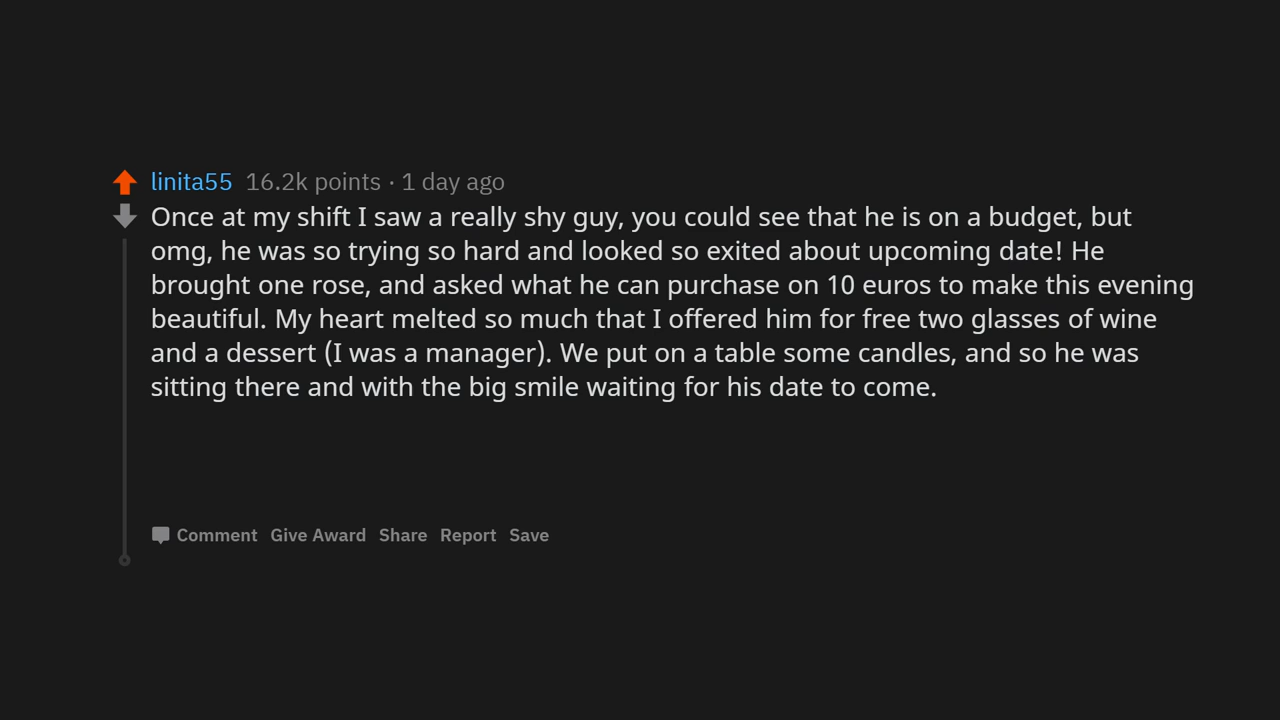 linita55 16.2k points · 1 day ago
Once at my shift I saw a really shy guy, you could see that he is on a budget, but
omg, he was so trying so hard and looked so exited about upcoming date! He
brought one rose, and asked what he can purchase on 10 euros to make this evening
beautiful. My heart melted so much that I offered him for free two glasses of wine
and a dessert (I was a manager). We put on a table some candles, and so he was
sitting there and with the big smile waiting for his date to come.
Comment Give Award Share Report Save